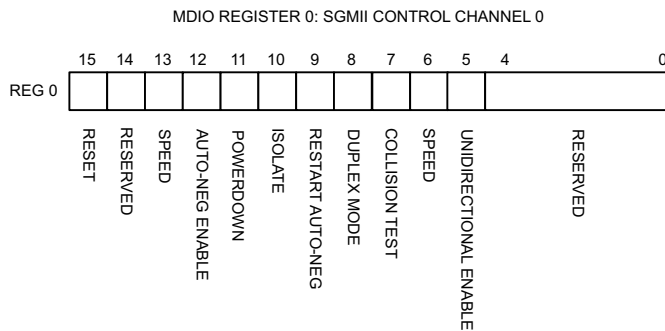 MDIO REGISTER 0: SGMII CONTROL CHANNEL 0
15 14 13 12 11 10 9 8 7 6 5 4 0
REG 0
RESET
RESERVED
SPEED
AUTO-NEG ENABLE
POWERDOWN
ISOLATE
RESTART AUTO-NEG
DUPLEX MODE
COLLISION TEST
SPEED
UNIDIRECTIONAL ENABLE
RESERVED